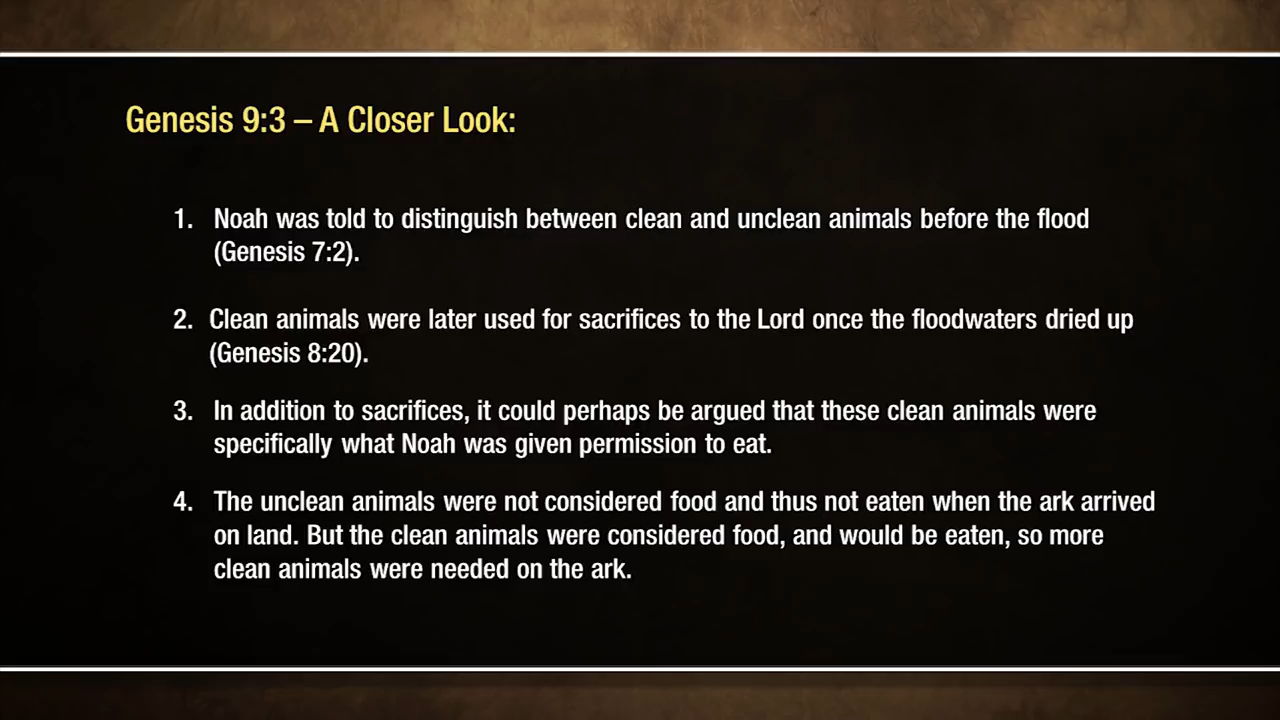 Genesis 9:3 – A Closer Look:
1. Noah was told to distinguish between clean and unclean animals before the flood
(Genesis 7:2).
2. Clean animals were later used for sacrifices to the Lord once the floodwaters dried up
(Genesis 8:20).
3. In addition to sacrifices, it could perhaps be argued that these clean animals were
specifically what Noah was given permission to eat.
4. The unclean animals were not considered food and thus not eaten when the ark arrived
on land. But the clean animals were considered food, and would be eaten, so more
clean animals were needed on the ark.